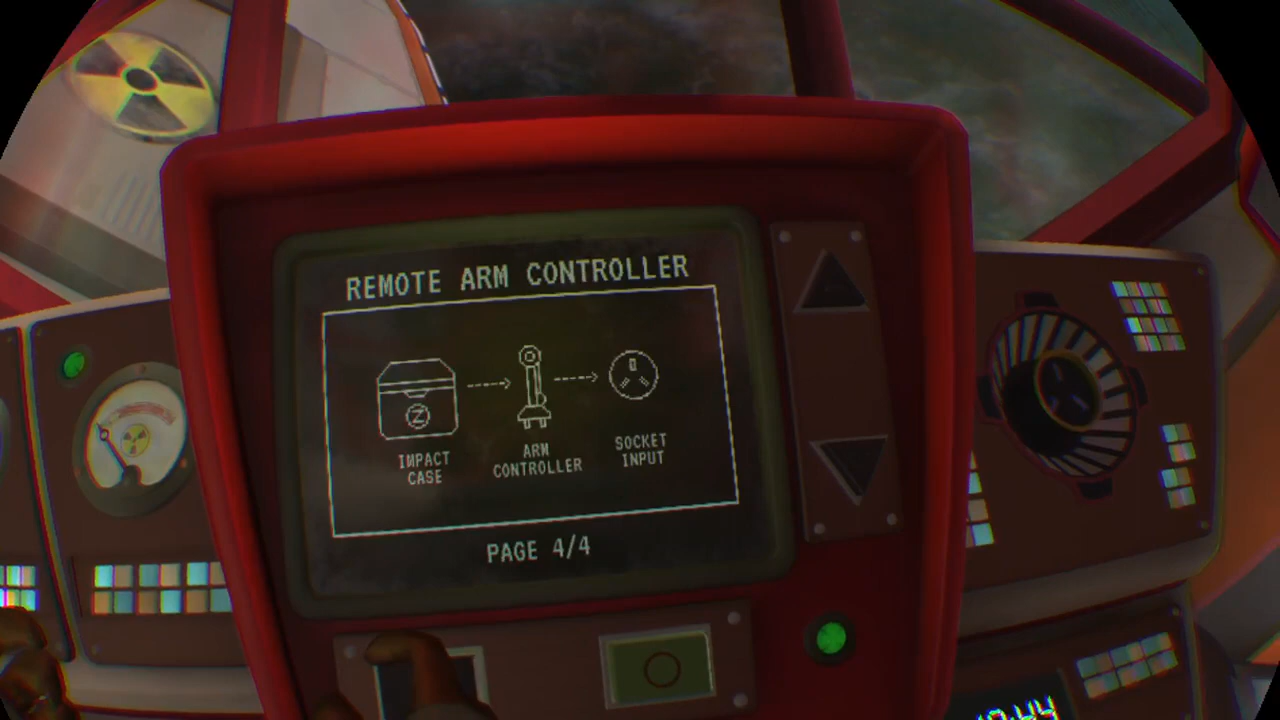 REMOTE ARM CONTROLLER
Z
IMPACT
CASE
ARM
CONTROLLER
SOCKET
INPUT
PAGE 4/4